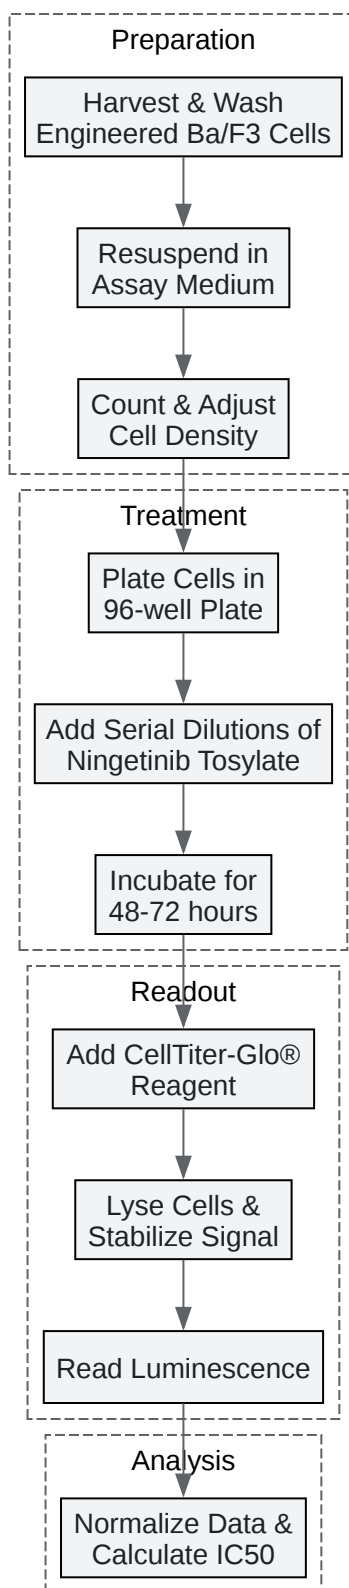 Preparation
Harvest & Wash
Engineered Ba/F3 Cells
Resuspend in
Assay Medium
Count & Adjust
Cell Density
Treatment
Plate Cells in
96-well Plate
Add Serial Dilutions of
Ningetinib Tosylate
Incubate for
48-72 hours
Readout
Add CellTiter-Glo®
Reagent
Lyse Cells &
Stabilize Signal
Read Luminescence
Analysis
Normalize Data &
Calculate IC50